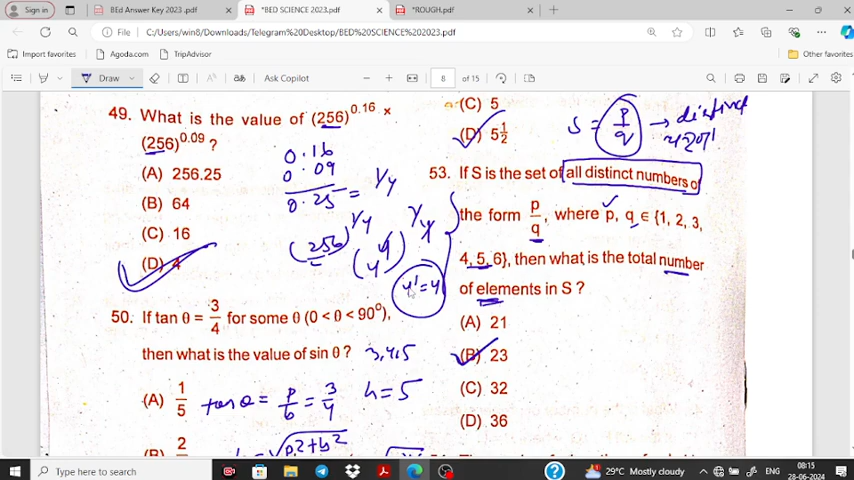 Sign in
BEd Answer Key 2023 .pdf
*BED SCIENCE 2023.pdf
*ROUGH.pdf
File
C:/Users/win8/Downloads/Telegram%20Desktop/BED%20SCIENCE%202023.pdf
Import favorites
Agoda.com
TripAdvisor
Other favorites
Draw
Ask Copilot
8 of 15
49. What is the value of (256)^0.16 ×
(256)^0.09 ?
(A) 256.25
(B) 64
(C) 16
(D) 4
0.16
0.09
0.25 = 1/4
(256)^1/4
(4^4)^1/4
4^1 = 4
50. If tan θ = 3/4 for some θ (0 < θ < 90°),
then what is the value of sin θ ?
3,4,5
(A) 1/5
tan θ = p/b = 3/4
h = 5
(B) 2
√p²+b²
(C) 5
(D) 5 1/2
S = p/q → distinct
53. If S is the set of all distinct numbers of
the form p/q, where p, q ∈ {1, 2, 3,
4, 5, 6}, then what is the total number
of elements in S ?
(A) 21
(B) 23
(C) 32
(D) 36
Type here to search
29°C Mostly cloudy
ENG
08:15
28-06-2024